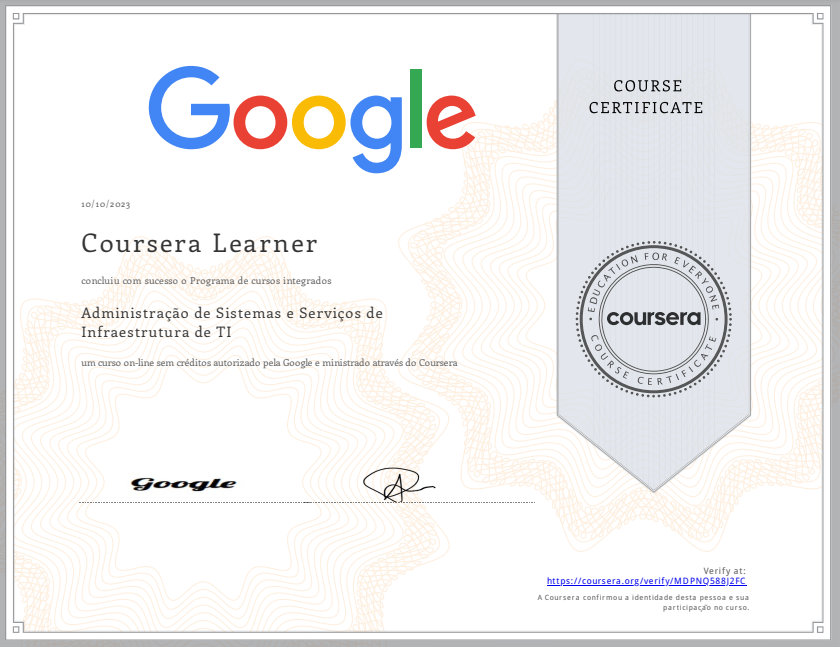 Google
COURSE
CERTIFICATE
10/10/2023
Coursera Learner
concluiu com sucesso o Programa de cursos integrados
Administração de Sistemas e Serviços de
Infraestrutura de TI
um curso on-line sem créditos autorizado pela Google e ministrado através do Coursera
EDUCATION FOR EVERYONE
coursera
COURSE CERTIFICATE
Google
Verify at:
https://coursera.org/verify/MDPNQ588J2FC
A Coursera confirmou a identidade desta pessoa e sua
participação no curso.